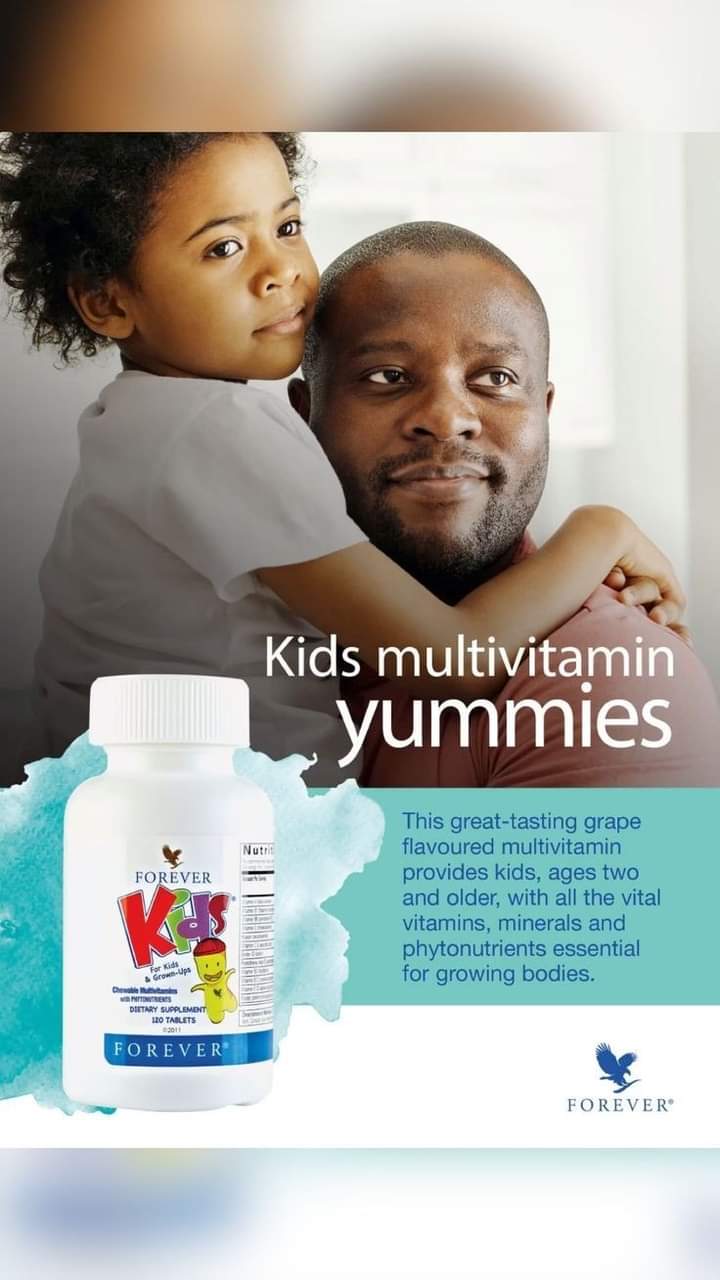 Kids multivitamin
yummies
This great-tasting grape
flavoured multivitamin
provides kids, ages two
and older, with all the vital
vitamins, minerals and
phytonutrients essential
for growing bodies.
FOREVER
Kids®
For Kids
& Grown-Ups
Chewable Multivitamins
with PHYTONUTRIENTS
DIETARY SUPPLEMENT
120 TABLETS
©2011
FOREVER®
Nutri
FOREVER®